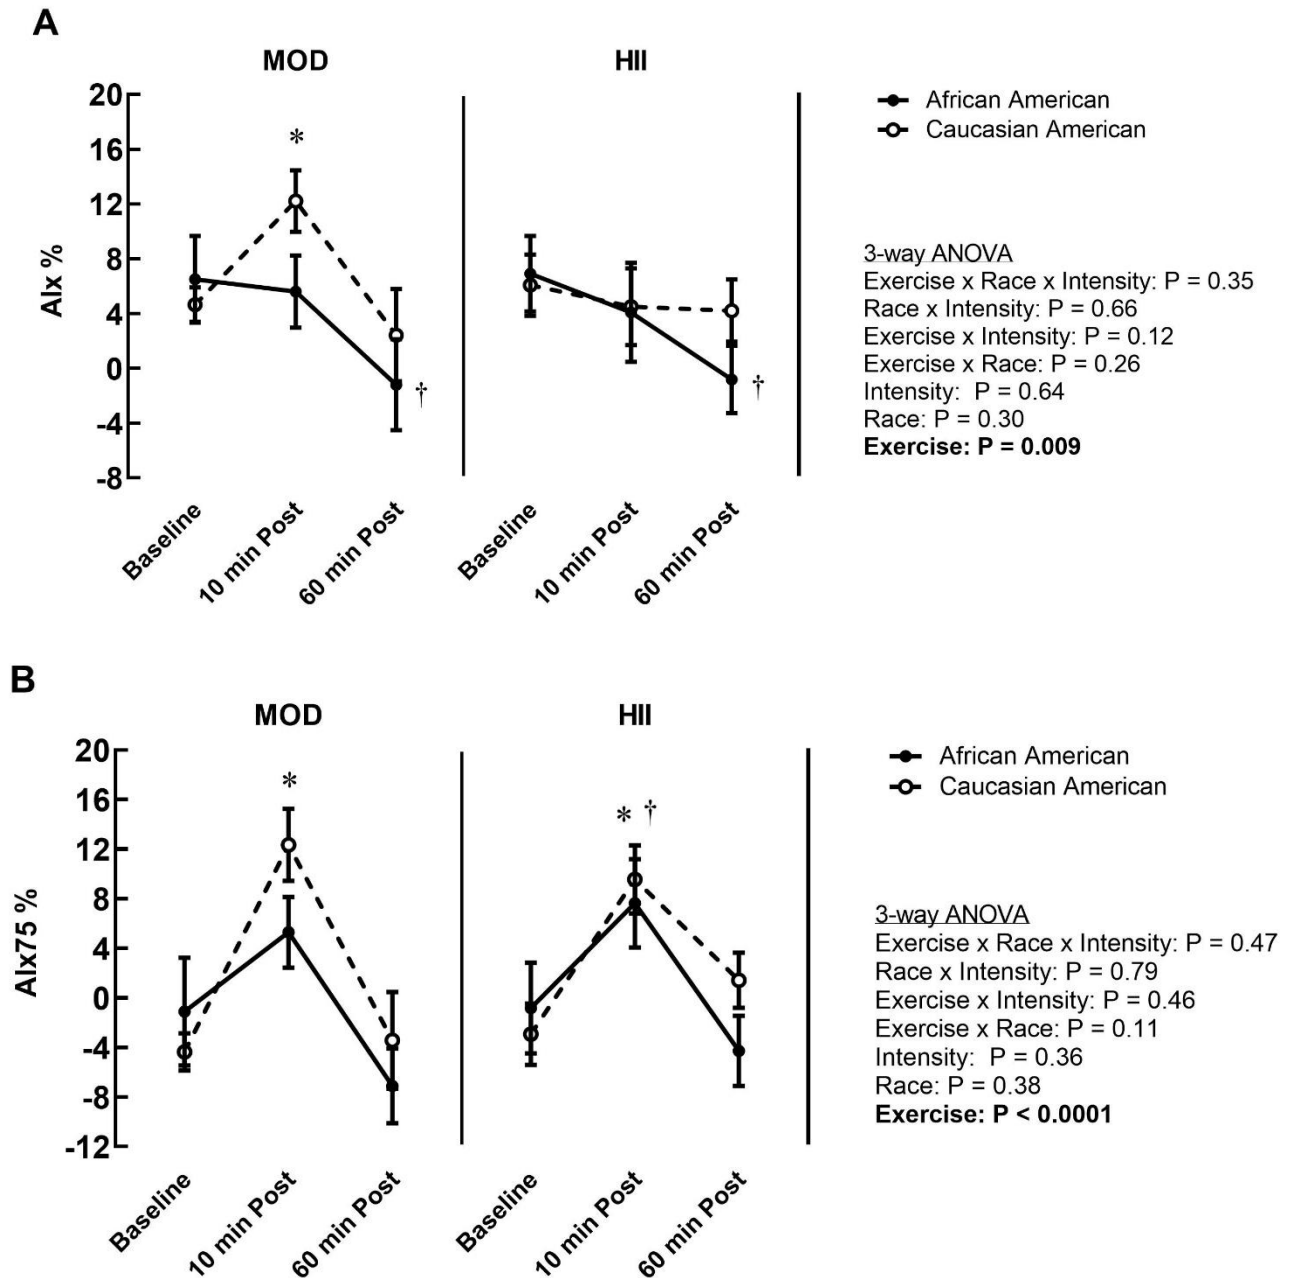 A
MOD
HII
20
16
12
8
4
0
-4
-8
AIx %
*
†
†
Baseline
10 min Post
60 min Post
Baseline
10 min Post
60 min Post
African American
Caucasian American
3-way ANOVA
Exercise x Race x Intensity: P = 0.35
Race x Intensity: P = 0.66
Exercise x Intensity: P = 0.12
Exercise x Race: P = 0.26
Intensity:  P = 0.64
Race: P = 0.30
Exercise: P = 0.009
B
MOD
HII
20
16
12
8
4
0
-4
-8
-12
AIx75 %
*
* †
Baseline
10 min Post
60 min Post
Baseline
10 min Post
60 min Post
African American
Caucasian American
3-way ANOVA
Exercise x Race x Intensity: P = 0.47
Race x Intensity: P = 0.79
Exercise x Intensity: P = 0.46
Exercise x Race: P = 0.11
Intensity:  P = 0.36
Race: P = 0.38
Exercise: P < 0.0001